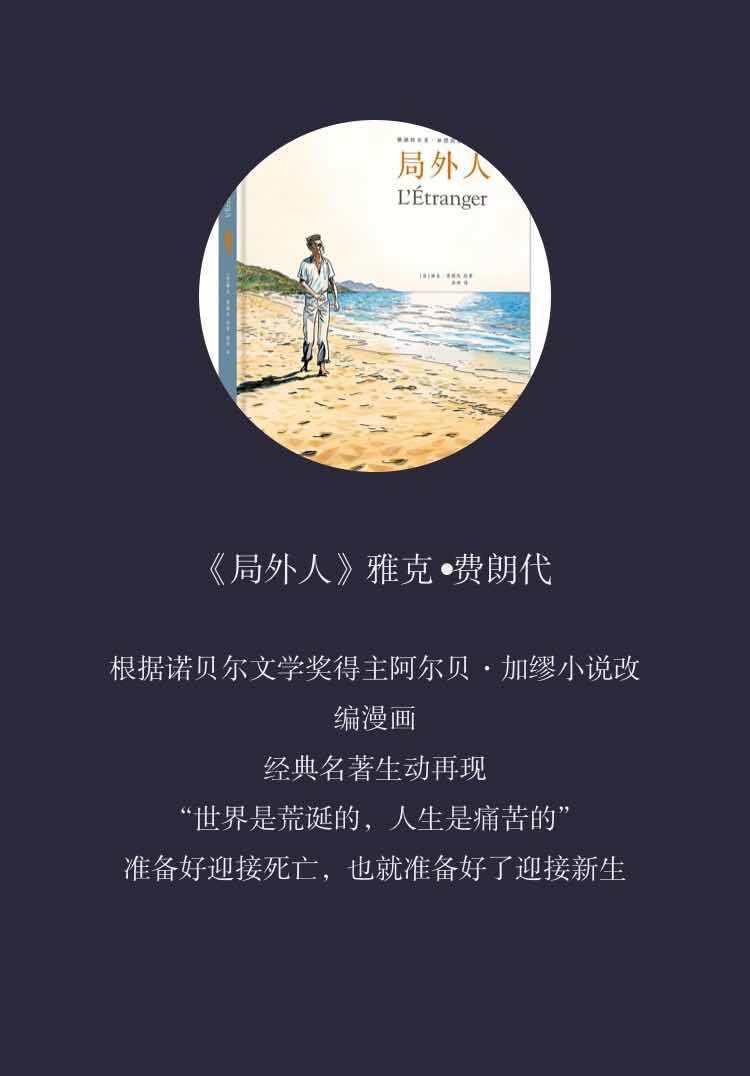 局外人
L'Étranger
《局外人》雅克•费朗代
根据诺贝尔文学奖得主阿尔贝·加缪小说改
编漫画
经典名著生动再现
“世界是荒诞的，人生是痛苦的”
准备好迎接死亡，也就准备好了迎接新生